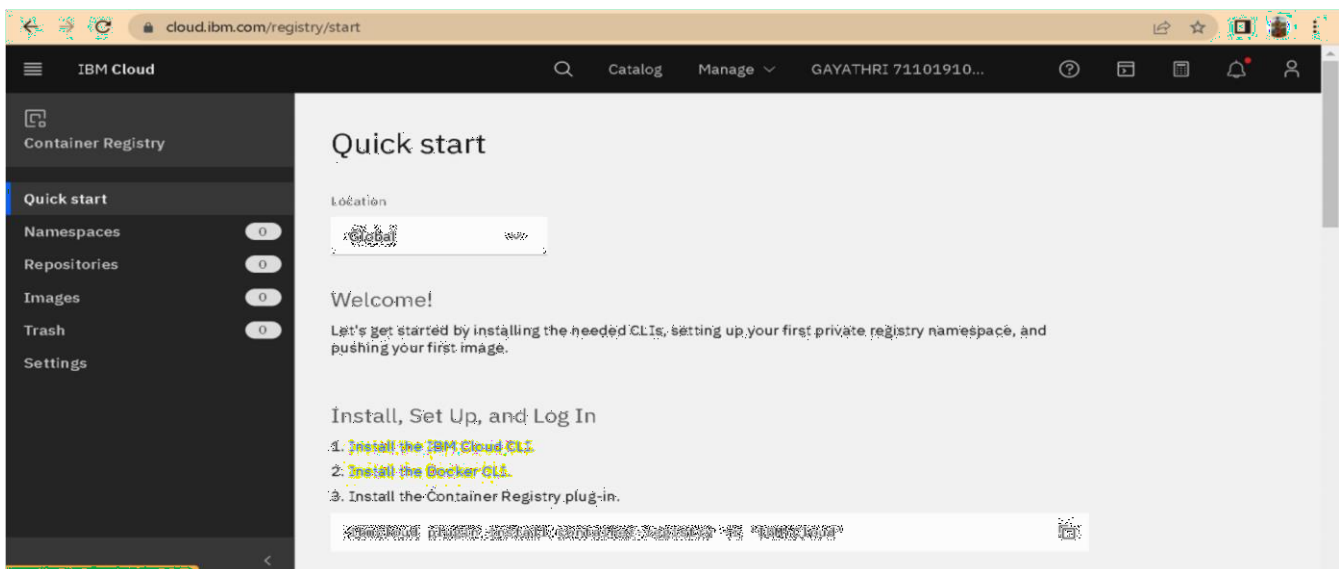 cloud.ibm.com/registry/start
IBM Cloud
Catalog Manage GAYATHRI 71101910...
Container Registry
Quick start
Namespaces 0
Repositories 0
Images 0
Trash 0
Settings
Quick start
Location
Global
Welcome!
Let's get started by installing the needed CLIs, setting up your first private registry namespace, and
pushing your first image.
Install, Set Up, and Log In
1. Install the IBM Cloud CLI.
2. Install the Docker CLI.
3. Install the Container Registry plug-in.